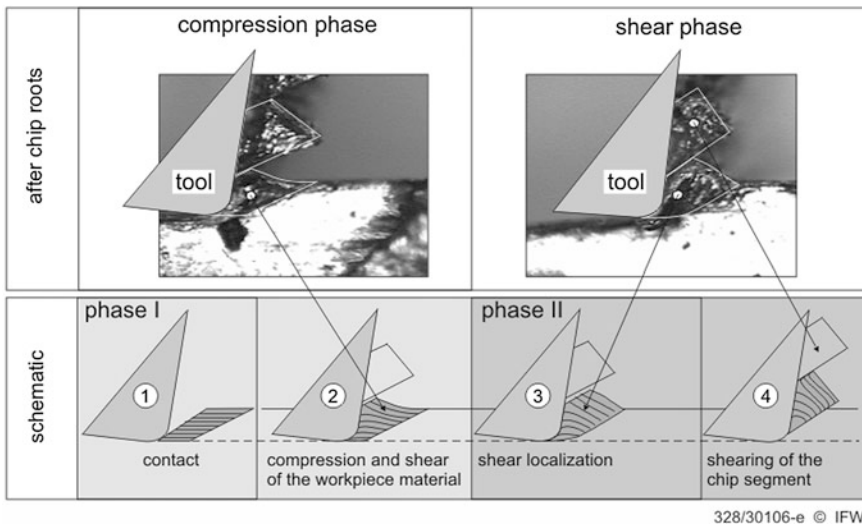 compression phase
shear phase
after chip roots
tool
tool
phase I
phase II
schematic
1
2
3
4
contact
compression and shear
of the workpiece material
shear localization
shearing of the
chip segment
328/30106-e © IFW